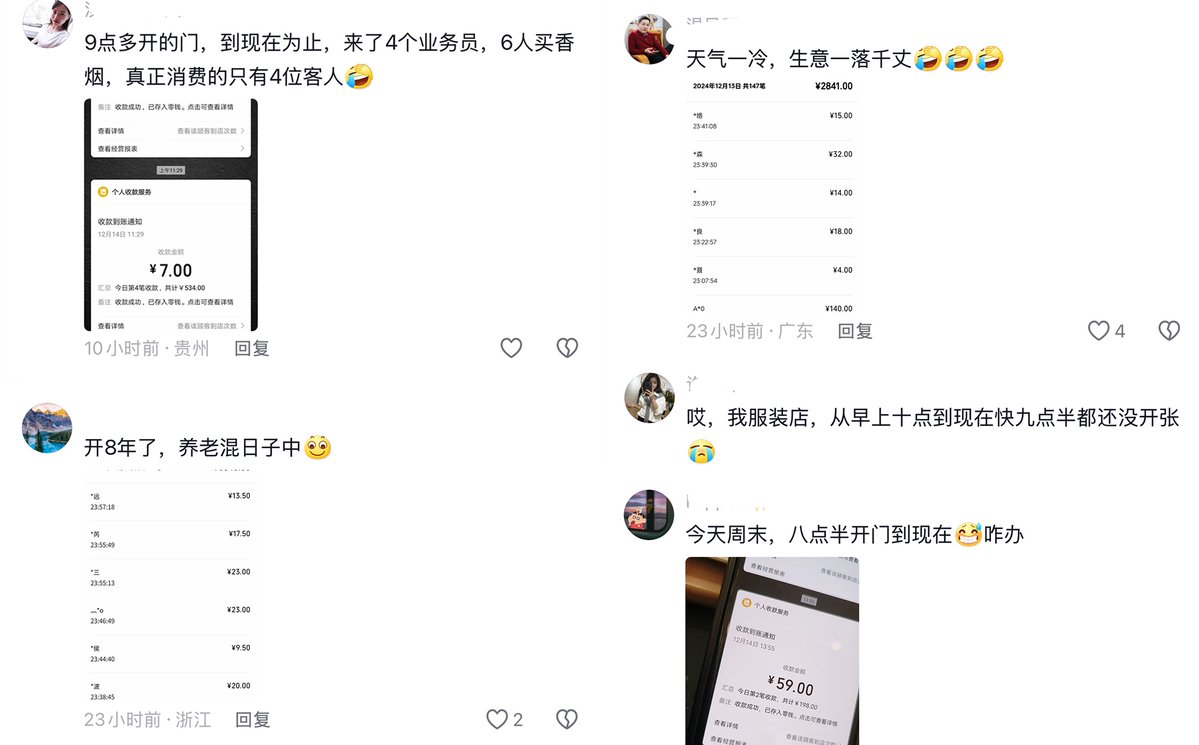 9点多开的门，到现在为止，来了4个业务员，6人买香
烟，真正消费的只有4位客人🤣
备注 收款成功，已存入零钱。点击可查看详情
查看详情 查看该顾客到店次数
查看经营报表
上午11:29
个人收款服务
收款到账通知
12月14日 11:29
收款金额
¥7.00
汇总 今日第4笔收款，共计¥534.00
备注 收款成功，已存入零钱。点击可查看详情
查看详情 查看该顾客到店次数
10小时前·贵州 回复
开8年了，养老混日子中
*远 ¥13.50
23:57:18
*芮 ¥17.50
23:55:49
*三 ¥23.00
23:55:13
¥23.00
23:46:49
*侯 ¥9.50
23:44:40
*波 ¥20.00
23:38:45
23小时前·浙江 回复 2
天气一冷，生意一落千丈🤣🤣🤣
2024年12月13日 共147笔 ¥2841.00
*络 ¥15.00
23:41:08
*森 ¥32.00
23:39:30
* ¥14.00
23:39:17
*良 ¥18.00
23:22:57
*聂 ¥4.00
23:07:54
A*0 ¥140.00
23小时前·广东 回复 4
哎，我服装店，从早上十点到现在快九点半都还没开张
😭
今天周末，八点半开门到现在😅咋办
查看经营报表
查看该顾客到店
个人收款服务
收款到账通知
12月14日 13:55
收款金额
¥59.00
汇总 今日第2笔收款，共计¥198.00
备注 收款成功，已存入零钱。点击可查看详情
查看详情 查看该顾客到店次数
查看经营报表